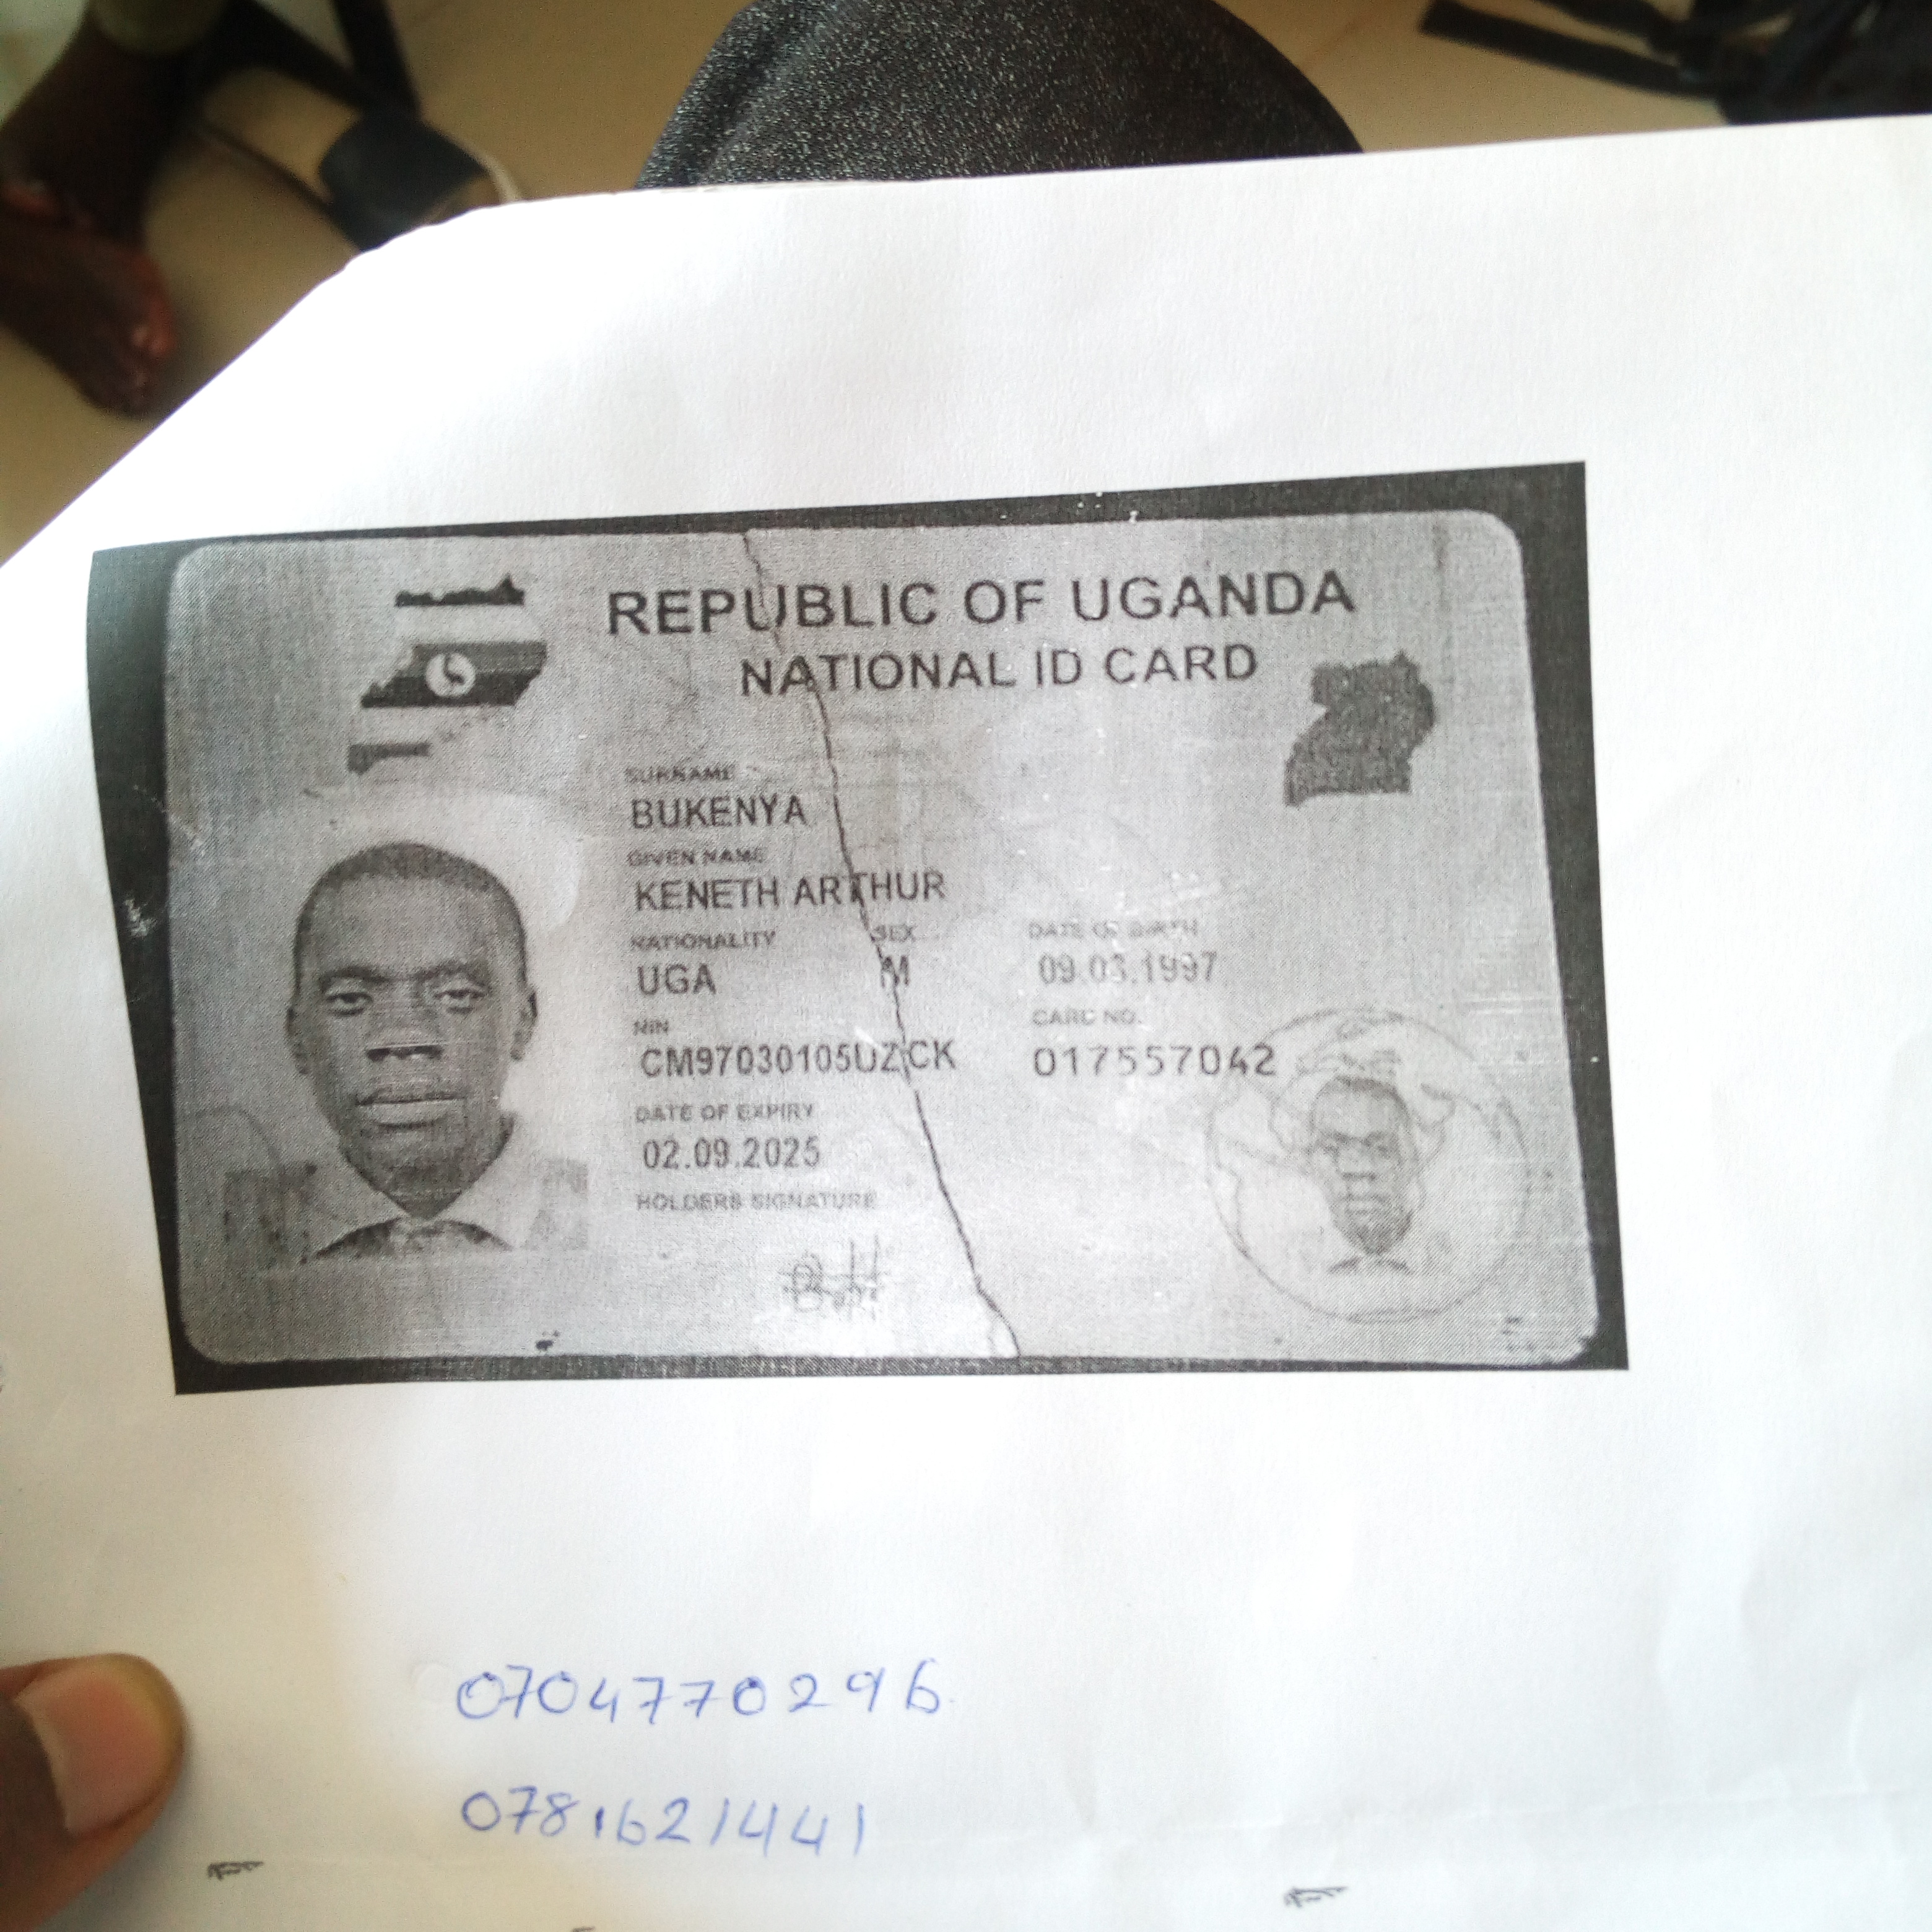 REPUBLIC OF UGANDA
NATIONAL ID CARD
SURNAME
BUKENYA
GIVEN NAME
KENETH ARTHUR
NATIONALITY SEX DATE OF BIRTH
UGA M 09.03.1997
NIN CARD NO.
CM97030105UZCK 017557042
DATE OF EXPIRY
02.09.2025
HOLDERS SIGNATURE
0704770296
0781621441